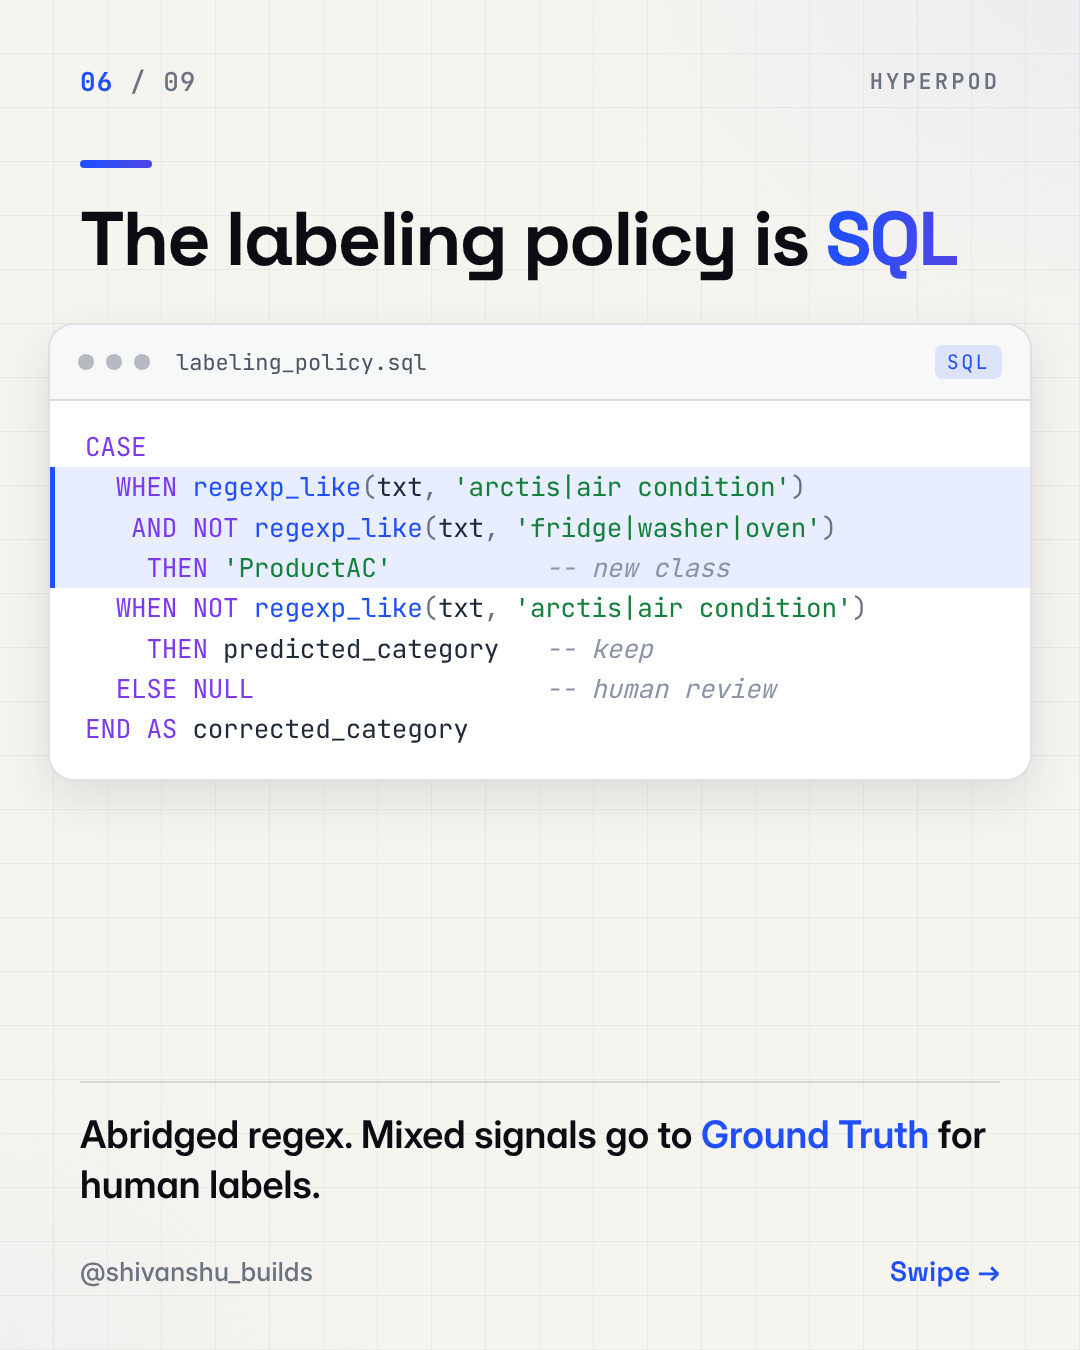 06 / 09
HYPERPOD
The labeling policy is SQL
labeling_policy.sql
SQL
CASE
  WHEN regexp_like(txt, 'arctis|air condition')
   AND NOT regexp_like(txt, 'fridge|washer|oven')
    THEN 'ProductAC'          -- new class
  WHEN NOT regexp_like(txt, 'arctis|air condition')
    THEN predicted_category   -- keep
  ELSE NULL                   -- human review
END AS corrected_category
Abridged regex. Mixed signals go to Ground Truth for
human labels.
@shivanshu_builds
Swipe →